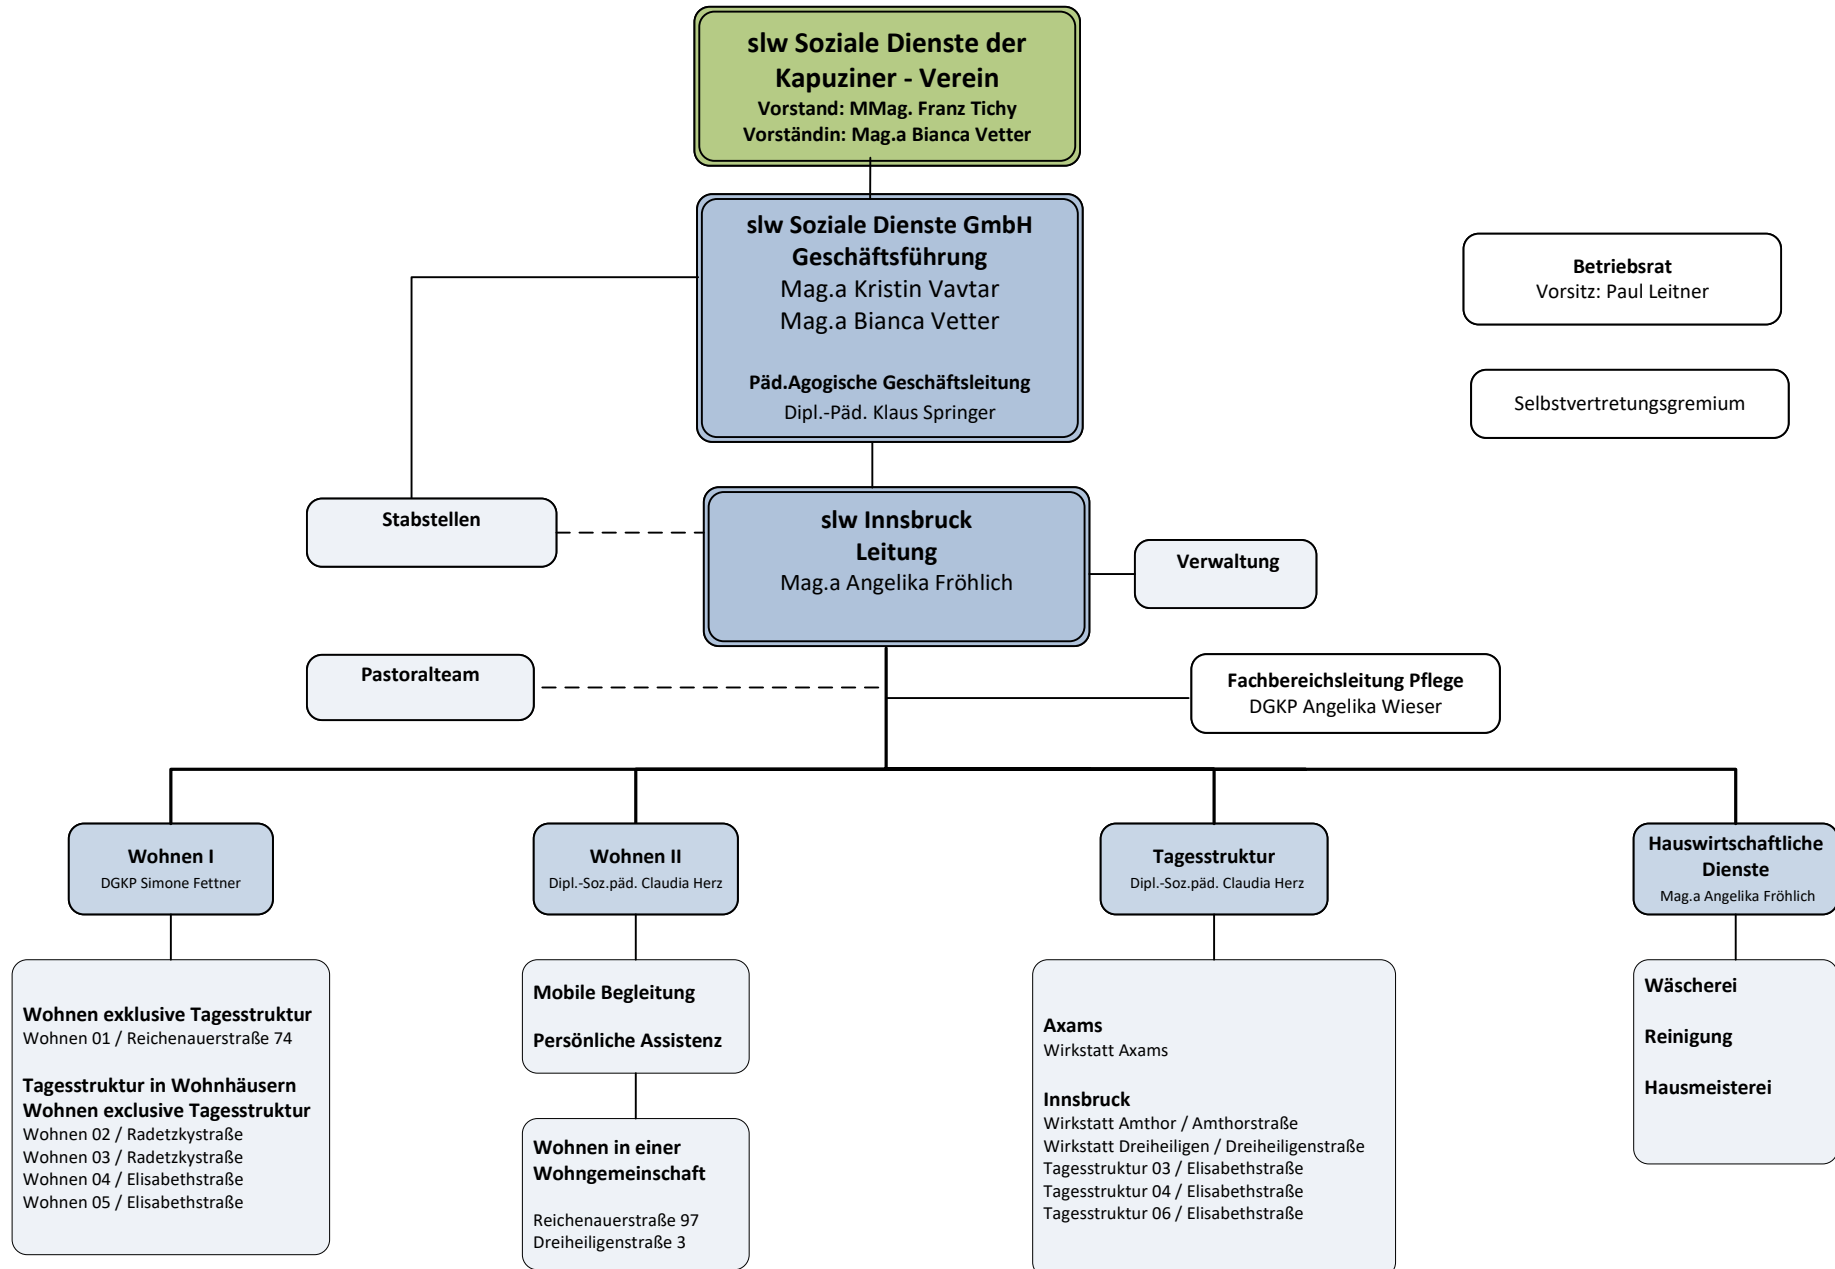 slw Soziale Dienste der
Kapuziner - Verein
Vorstand: MMag. Franz Tichy
Vorständin: Mag.a Bianca Vetter
slw Soziale Dienste GmbH
Geschäftsführung
Mag.a Kristin Vavtar
Mag.a Bianca Vetter
Päd.Agogische Geschäftsleitung
Dipl.-Päd. Klaus Springer
Betriebsrat
Vorsitz: Paul Leitner
Selbstvertretungsgremium
Stabstellen
slw Innsbruck
Leitung
Mag.a Angelika Fröhlich
Verwaltung
Pastoralteam
Fachbereichsleitung Pflege
DGKP Angelika Wieser
Wohnen I
DGKP Simone Fettner
Wohnen II
Dipl.-Soz.päd. Claudia Herz
Tagesstruktur
Dipl.-Soz.päd. Claudia Herz
Hauswirtschaftliche
Dienste
Mag.a Angelika Fröhlich
Wohnen exklusive Tagesstruktur
Wohnen 01 / Reichenauerstraße 74
Tagesstruktur in Wohnhäusern
Wohnen exclusive Tagesstruktur
Wohnen 02 / Radetzkystraße
Wohnen 03 / Radetzkystraße
Wohnen 04 / Elisabethstraße
Wohnen 05 / Elisabethstraße
Mobile Begleitung
Persönliche Assistenz
Wohnen in einer
Wohngemeinschaft
Reichenauerstraße 97
Dreiheiligenstraße 3
Axams
Wirkstatt Axams
Innsbruck
Wirkstatt Amthor / Amthorstraße
Wirkstatt Dreiheiligen / Dreiheiligenstraße
Tagesstruktur 03 / Elisabethstraße
Tagesstruktur 04 / Elisabethstraße
Tagesstruktur 06 / Elisabethstraße
Wäscherei
Reinigung
Hausmeisterei